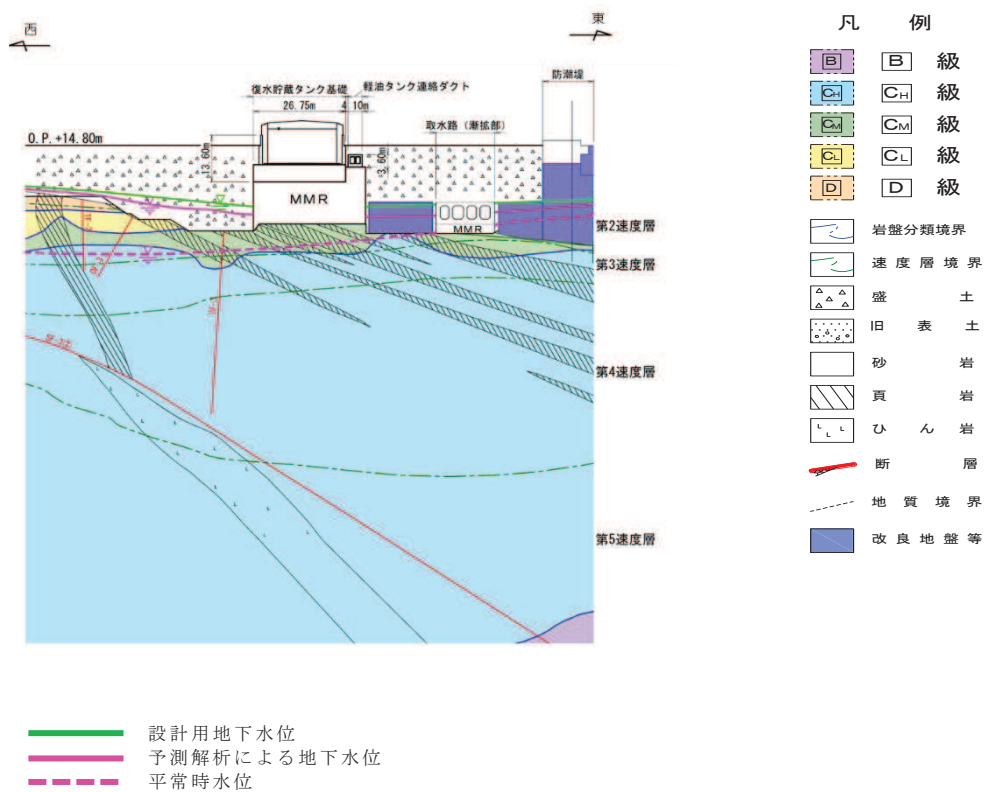 西
東
防潮堤
復水貯蔵タンク基礎
軽油タンク連絡ダクト
26.75m
4.10m
取水路（漸拡部）
O.P.+14.80m
13.60m
3.60m
MMR
MMR
第2速度層
第3速度層
第4速度層
第5速度層
凡 例
B B 級
CH CH 級
CM CM 級
CL CL 級
D D 級
岩盤分類境界
速度層境界
盛土
旧表土
砂岩
頁岩
ひん岩
断層
地質境界
改良地盤等
設計用地下水位
予測解析による地下水位
平常時水位